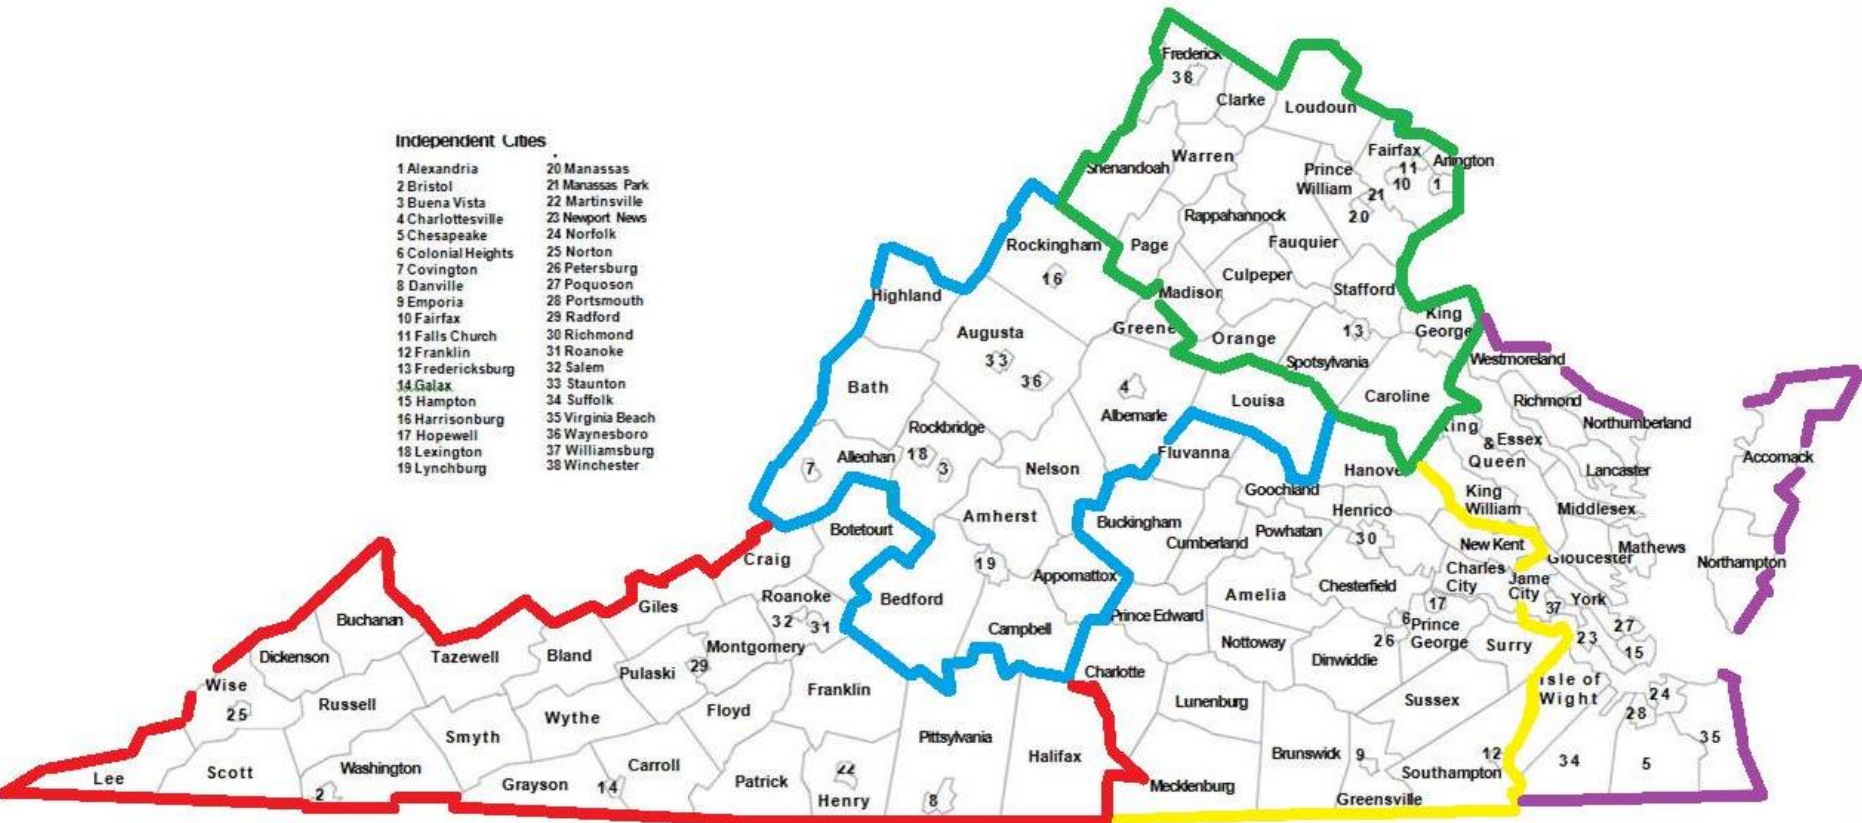 Independent Cities
1 Alexandria
2 Bristol
3 Buena Vista
4 Charlottesville
5 Chesapeake
6 Colonial Heights
7 Covington
8 Danville
9 Emporia
10 Fairfax
11 Falls Church
12 Franklin
13 Fredericksburg
14 Galax
15 Hampton
16 Harrisonburg
17 Hopewell
18 Lexington
19 Lynchburg
20 Manassas
21 Manassas Park
22 Martinsville
23 Newport News
24 Norfolk
25 Norton
26 Petersburg
27 Poquoson
28 Portsmouth
29 Radford
30 Richmond
31 Roanoke
32 Salem
33 Staunton
34 Suffolk
35 Virginia Beach
36 Waynesboro
37 Williamsburg
38 Winchester
Frederick
38
Clarke
Loudoun
Shenandoah
Warren
Fairfax
Arlington
11
10
1
Prince
William
21
20
Rappahannock
Fauquier
Rockingham
Page
16
Culpeper
Madison
Stafford
Highland
Greene
Orange
13
King
George
Augusta
33
36
Spotsylvania
Westmoreland
Bath
4
Albemarle
Louisa
Caroline
Richmond
Northumberland
Rockbridge
King
&
Queen
Essex
Lancaster
Accomack
Alleghan
7
18
3
Nelson
Fluvanna
Hanove
Goochland
King
William
Middlesex
Botetourt
Amherst
Buckingham
Cumberland
Powhatan
Henrico
30
New Kent
Gloucester
Mathews
Northampton
Craig
19
Appomattox
Amelia
Chesterfield
Charles
City
Jame
City
37
York
Giles
Roanoke
32
31
Bedford
Campbell
Prince Edward
Nottoway
Dinwiddie
6
17
26
Prince
George
Surry
23
27
15
Buchanan
Dickenson
Tazewell
Bland
Pulaski
29
Montgomery
Charlotte
Wise
25
Russell
Smyth
Wythe
Floyd
Franklin
Lunenburg
Sussex
Isle of
Wight
24
28
35
Lee
Scott
Washington
2
Grayson
14
Carroll
Patrick
22
Henry
Pittsylvania
8
Halifax
Mecklenburg
Brunswick
9
Greensville
12
Southampton
34
5